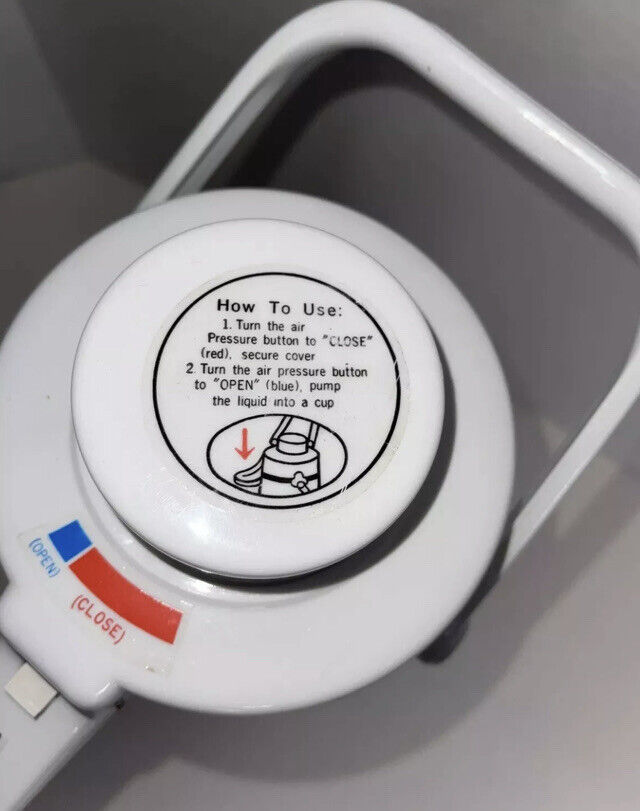 How To Use:
1. Turn the air
Pressure button to "CLOSE"
(red), secure cover
2. Turn the air pressure button
to "OPEN" (blue), pump
the liquid into a cup
(OPEN)
(CLOSE)